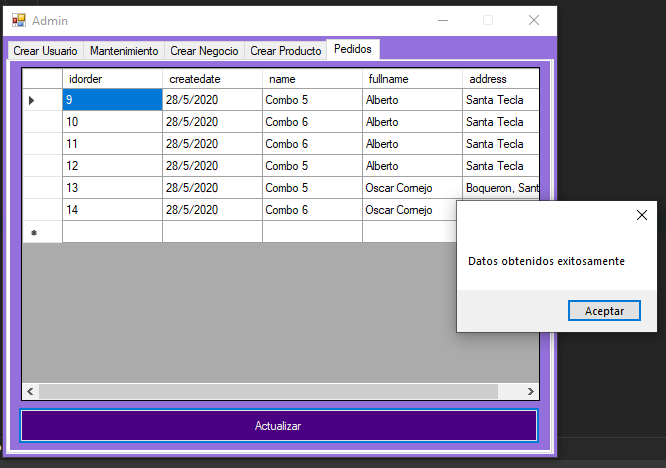 Admin
Crear Usuario Mantenimiento Crear Negocio Crear Producto Pedidos
idorder createdate name fullname address
9 28/5/2020 Combo 5 Alberto Santa Tecla
10 28/5/2020 Combo 6 Alberto Santa Tecla
11 28/5/2020 Combo 6 Alberto Santa Tecla
12 28/5/2020 Combo 6 Alberto Santa Tecla
13 28/5/2020 Combo 5 Oscar Cornejo Boqueron, Sant
14 28/5/2020 Combo 6 Oscar Cornejo
Datos obtenidos exitosamente
Aceptar
Actualizar